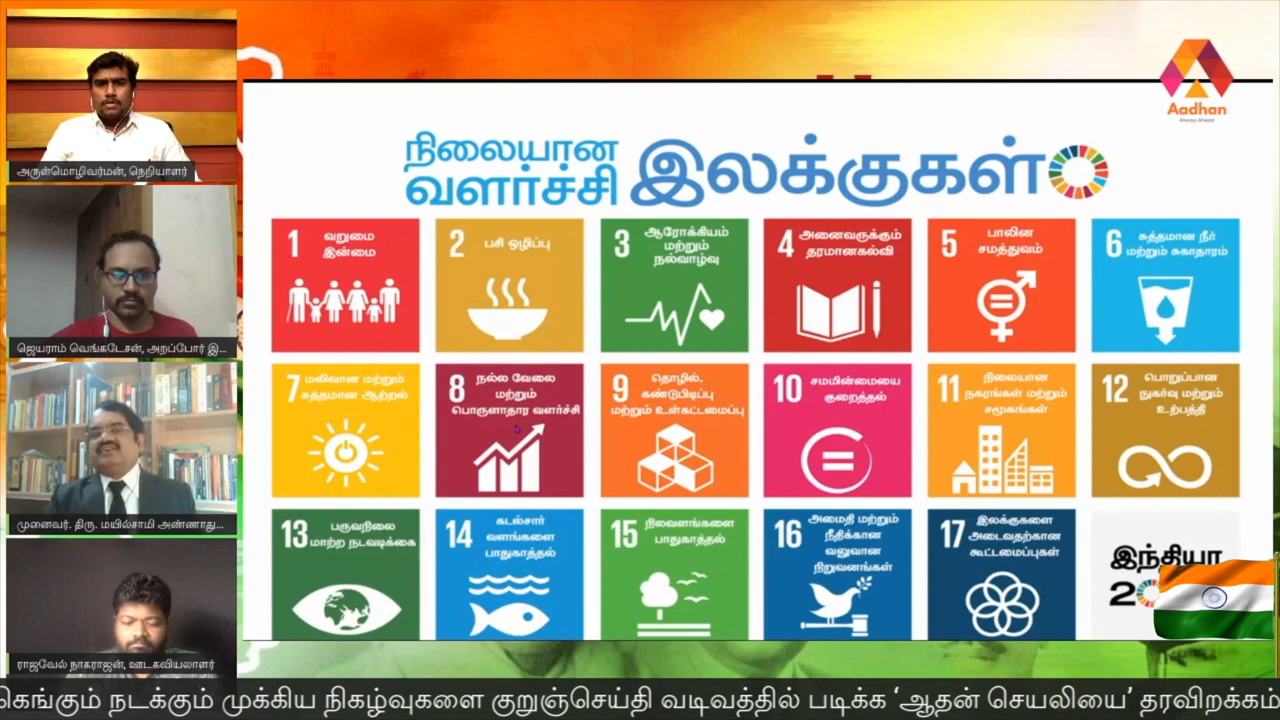 Aadhan
Always Ahead
நிலையான
வளர்ச்சி
இலக்குகள்
1 வறுமை
இன்மை
2 பசி ஒழிப்பு
3 ஆரோக்கியம்
மற்றும்
நல்வாழ்வு
4 அனைவருக்கும்
தரமானகல்வி
5 பாலின
சமத்துவம்
6 சுத்தமான நீர்
மற்றும் சுகாதாரம்
7 மலிவான மற்றும்
சுத்தமான ஆற்றல்
8 நல்ல வேலை
மற்றும்
பொருளாதார வளர்ச்சி
9 தொழில்,
கண்டுபிடிப்பு
மற்றும் உள்கட்டமைப்பு
10 சமமின்மையை
குறைத்தல்
11 நிலையான
நகரங்கள் மற்றும்
சமூகங்கள்
12 பொறுப்பான
நுகர்வு மற்றும்
உற்பத்தி
13 பருவநிலை
மாற்ற நடவடிக்கை
14 கடல்சார்
வளங்களை
பாதுகாத்தல்
15 நிலவளங்களை
பாதுகாத்தல்
16 அமைதி மற்றும்
நீதிக்கான
வலுவான
நிறுவனங்கள்
17 இலக்குகளை
அடைவதற்கான
கூட்டமைப்புகள்
இந்தியா
அருள்மொழிவர்மன், நெறியாளர்
ஜெயராம் வெங்கடேசன், அறப்போர் இ...
முனைவர். திரு. மயில்சாமி அண்ணாது...
ராஜவேல் நாகராஜன், ஊடகவியலாளர்
கெங்கும் நடக்கும் முக்கிய நிகழ்வுகளை குறுஞ்செய்தி வடிவத்தில் படிக்க ‘ஆதன் செயலியை’ தரவிறக்கம்